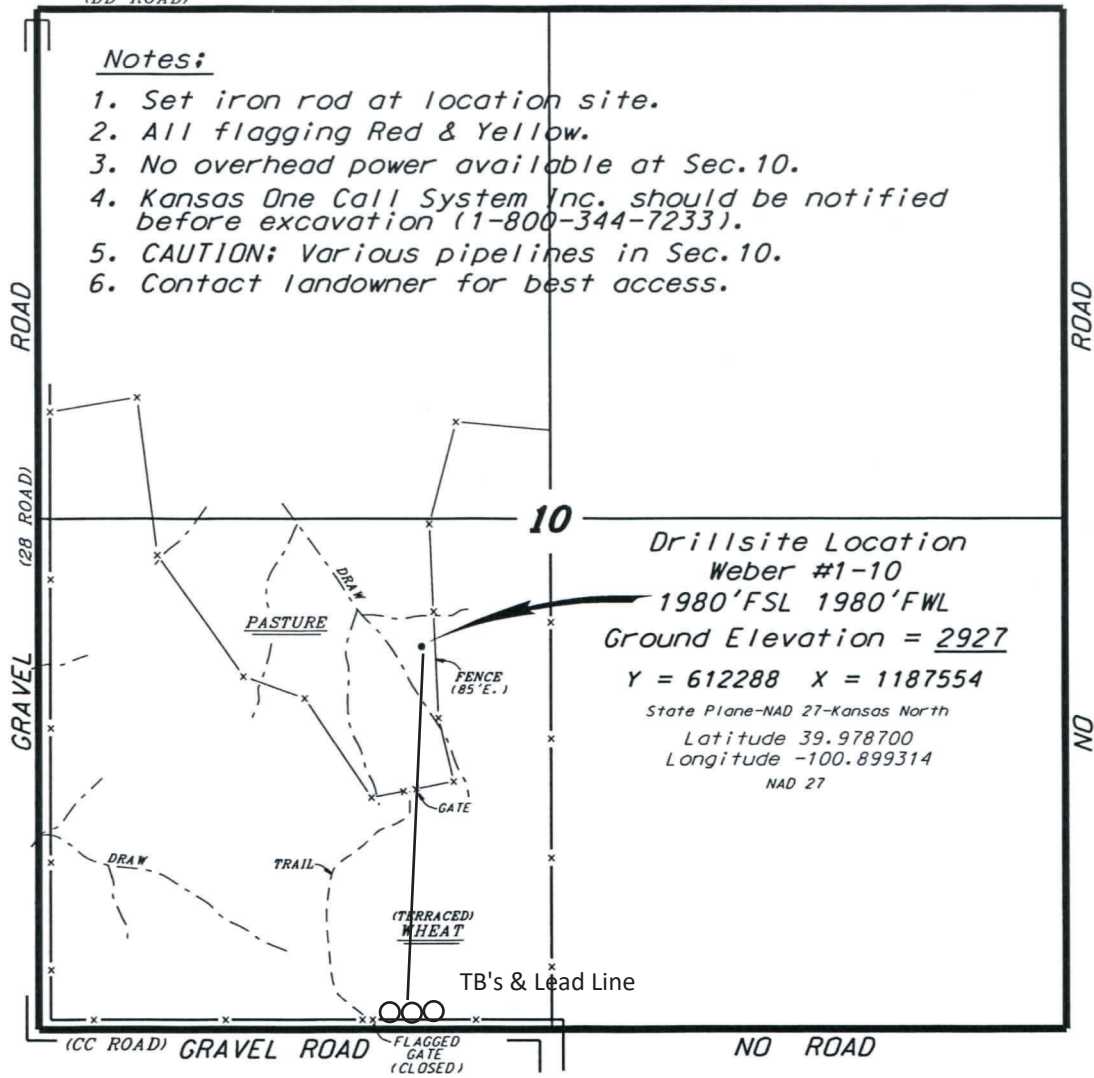 (BB ROAD)
Notes:
1. Set iron rod at location site.
2. All flagging Red & Yellow.
3. No overhead power available at Sec.10.
4. Kansas One Call System Inc. should be notified
before excavation (1-800-344-7233).
5. CAUTION: Various pipelines in Sec.10.
6. Contact landowner for best access.
ROAD
ROAD
(28 ROAD)
GRAVEL
NO
10
Drillsite Location
Weber #1-10
1980'FSL 1980'FWL
Ground Elevation = 2927
Y = 612288 X = 1187554
State Plane-NAD 27-Kansas North
Latitude 39.978700
Longitude -100.899314
NAD 27
DRAW
PASTURE
FENCE
(85'E.)
GATE
DRAW
TRAIL
(TERRACED)
WHEAT
TB's & Lead Line
(CC ROAD) GRAVEL ROAD
FLAGGED
GATE
(CLOSED)
NO ROAD